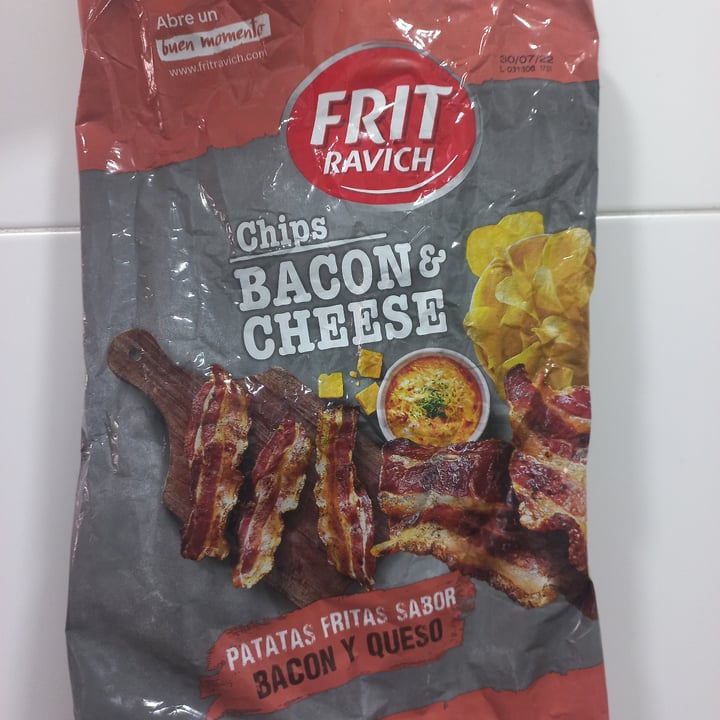 Abre un
buen momento
www.fritravich.com
30/07/22
FRIT
RAVICH
Chips
BACON &
CHEESE
PATATAS FRITAS SABOR
BACON Y QUESO